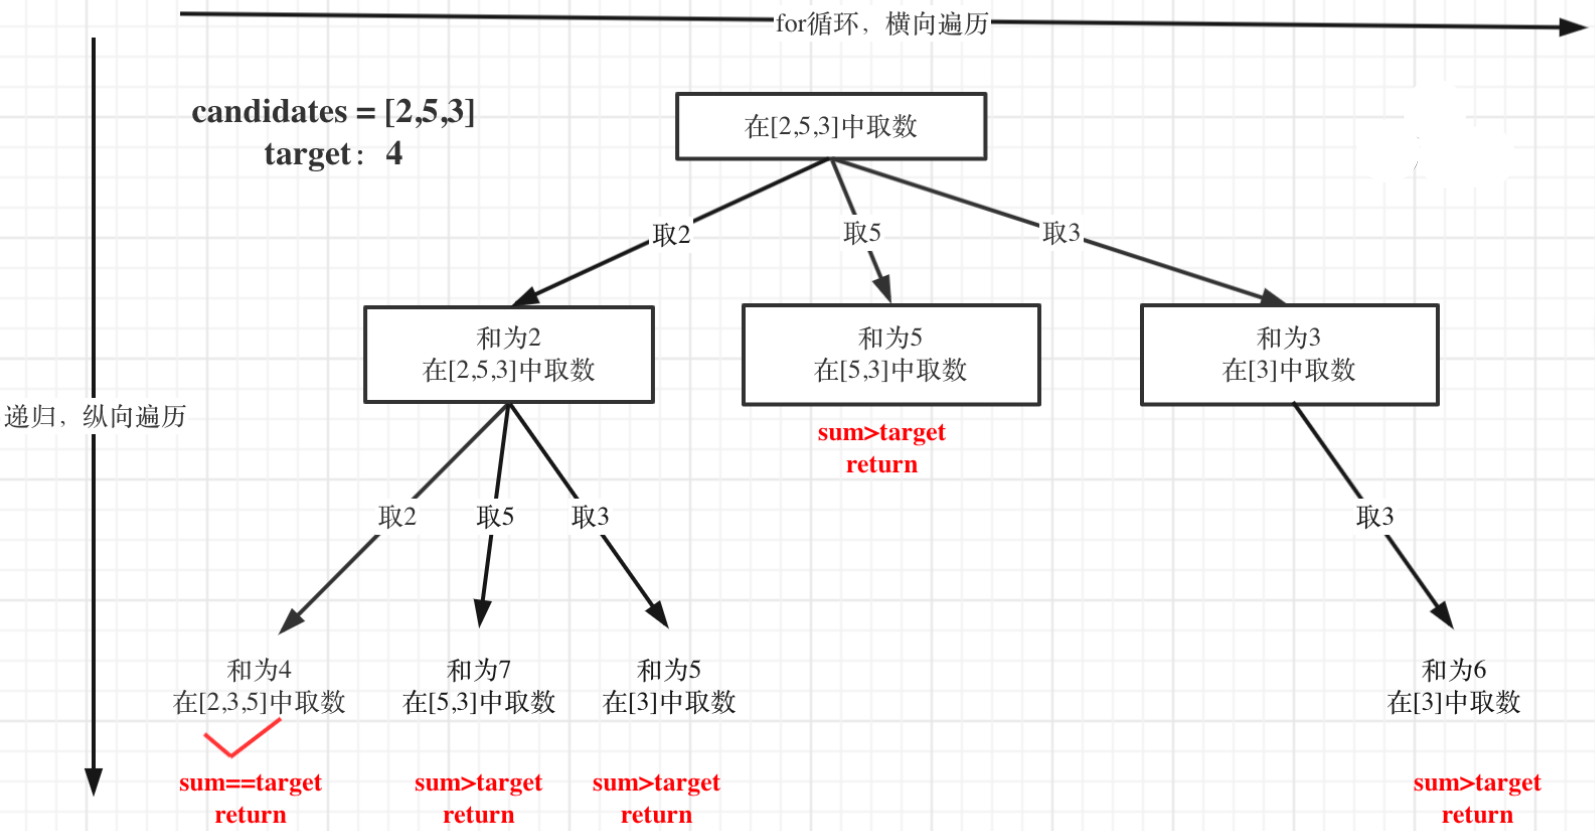 for循环，横向遍历
candidates = [2,5,3]
target：4
在[2,5,3]中取数
取2
取5
取3
和为2
在[2,5,3]中取数
和为5
在[5,3]中取数
和为3
在[3]中取数
递归，纵向遍历
sum>target
return
取2
取5
取3
取3
和为4
在[2,3,5]中取数
和为7
在[5,3]中取数
和为5
在[3]中取数
和为6
在[3]中取数
sum==target
return
sum>target
return
sum>target
return
sum>target
return